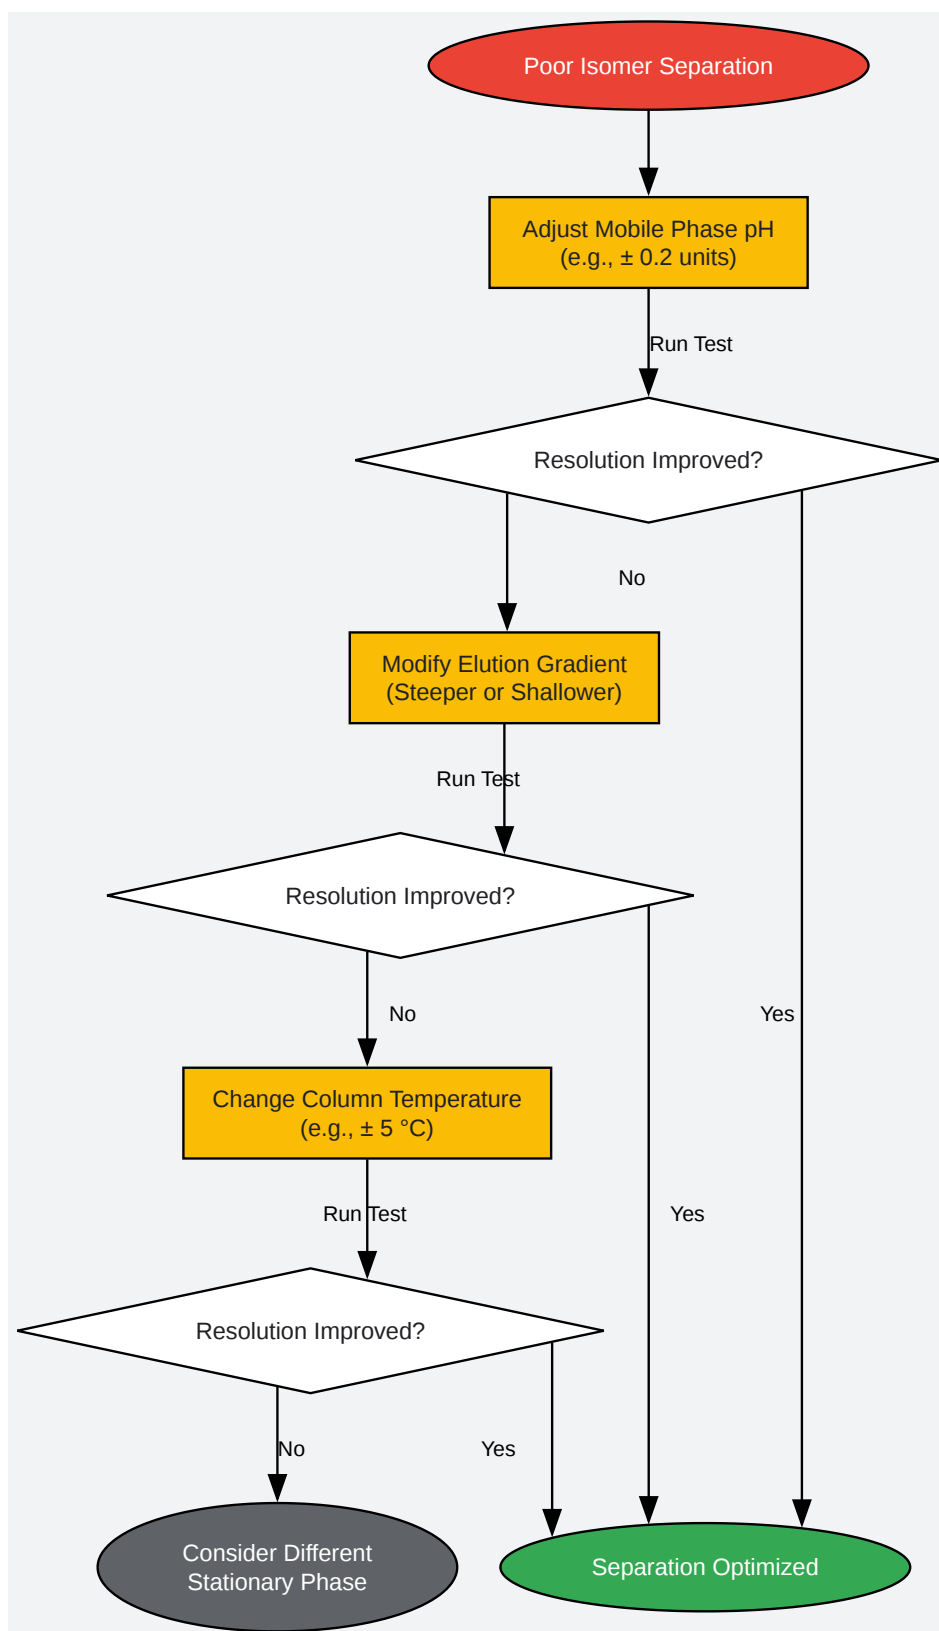 Poor Isomer Separation
Adjust Mobile Phase pH
(e.g., ± 0.2 units)
Run Test
Resolution Improved?
No
Modify Elution Gradient
(Steeper or Shallower)
Run Test
Resolution Improved?
No
Yes
Change Column Temperature
(e.g., ± 5 °C)
Run Test
Yes
Resolution Improved?
No
Yes
Consider Different
Stationary Phase
Separation Optimized